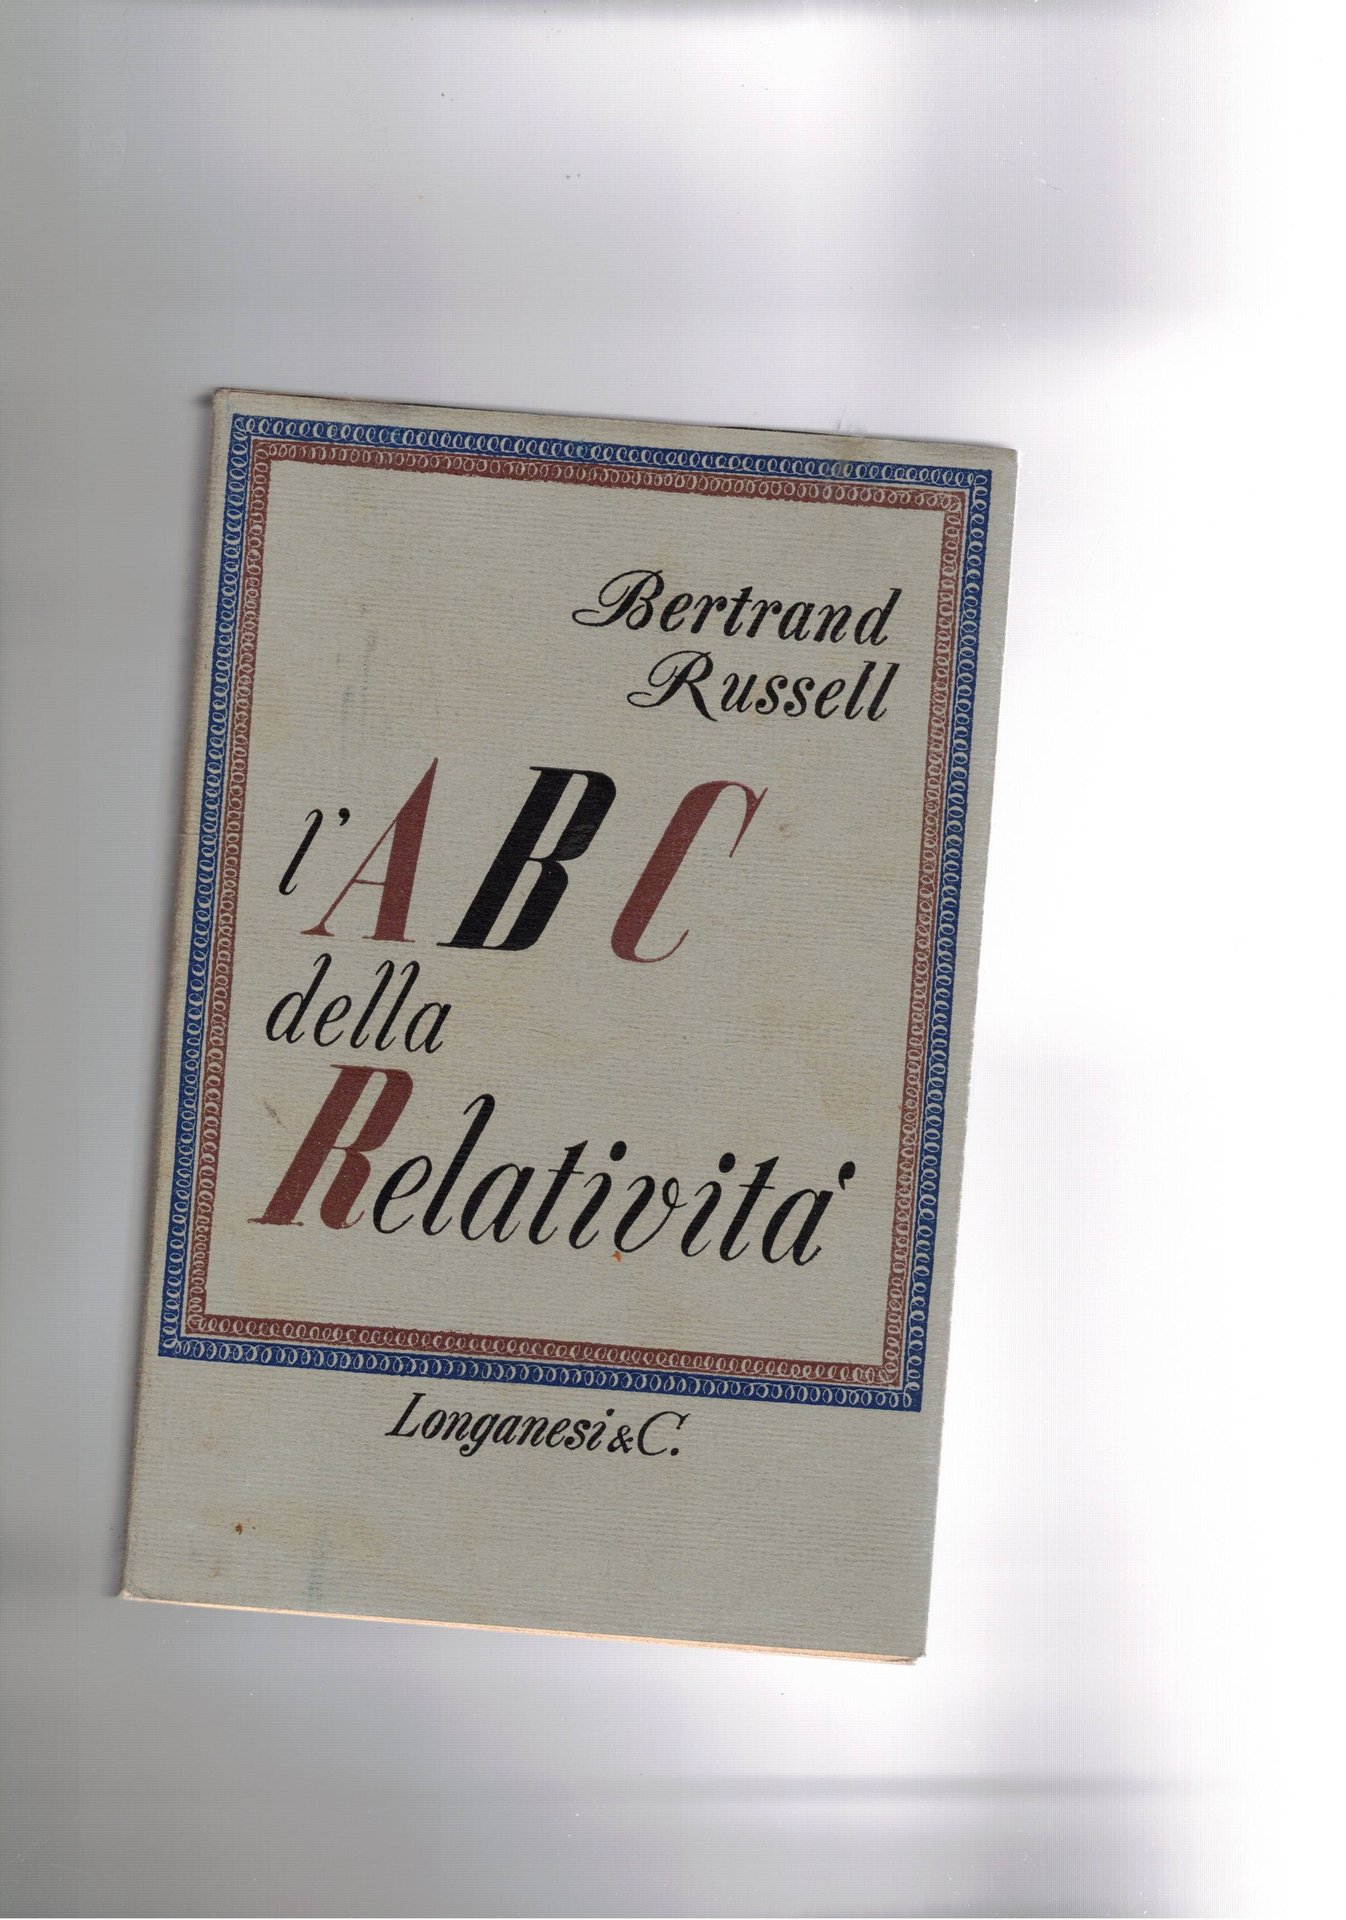 Bertrand
Russell
l'ABC
della
Relatività
Longanesi & C.